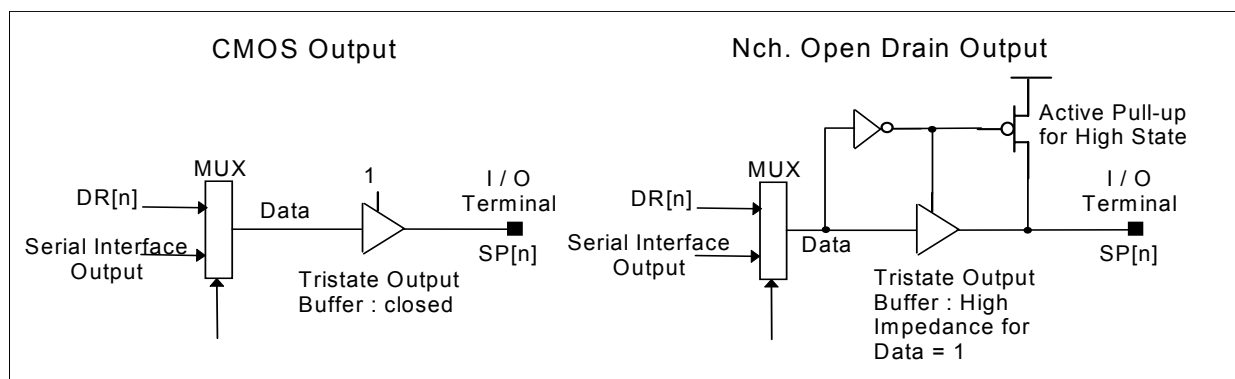 CMOS Output
MUX
DR[n]
Serial Interface
Output
Data
1
Tristate Output
Buffer : closed
I / O
Terminal
SP[n]
Nch. Open Drain Output
MUX
DR[n]
Serial Interface
Output
Data
Active Pull-up
for High State
Tristate Output
Buffer : High
Impedance for
Data = 1
I / O
Terminal
SP[n]